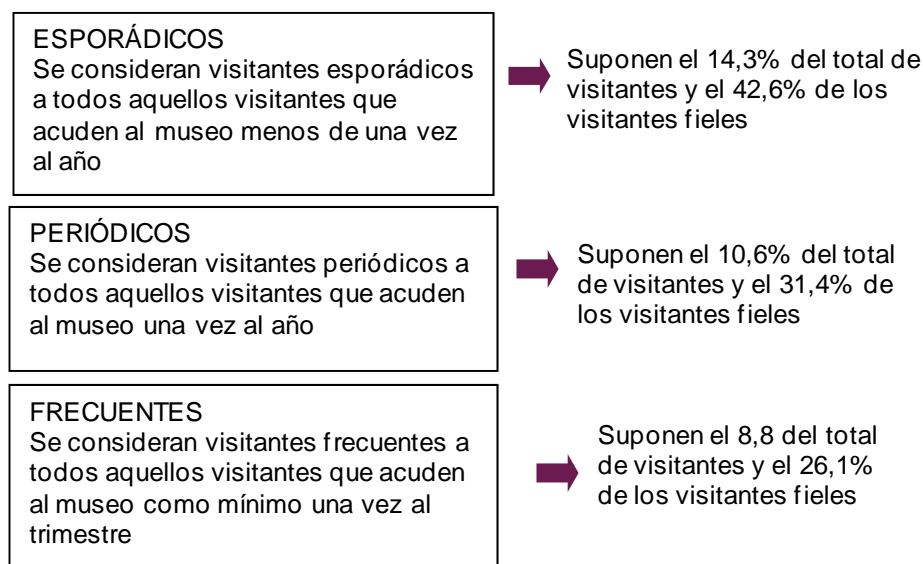 ESPORÁDICOS
Se consideran visitantes esporádicos
a todos aquellos visitantes que
acuden al museo menos de una vez
al año
Suponen el 14,3% del total de
visitantes y el 42,6% de los
visitantes fieles
PERIÓDICOS
Se consideran visitantes periódicos a
todos aquellos visitantes que acuden
al museo una vez al año
Suponen el 10,6% del total
de visitantes y el 31,4% de
los visitantes fieles
FRECUENTES
Se consideran visitantes frecuentes a
todos aquellos visitantes que acuden
al museo como mínimo una vez al
trimestre
Suponen el 8,8 del total
de visitantes y el 26,1%
de los visitantes fieles